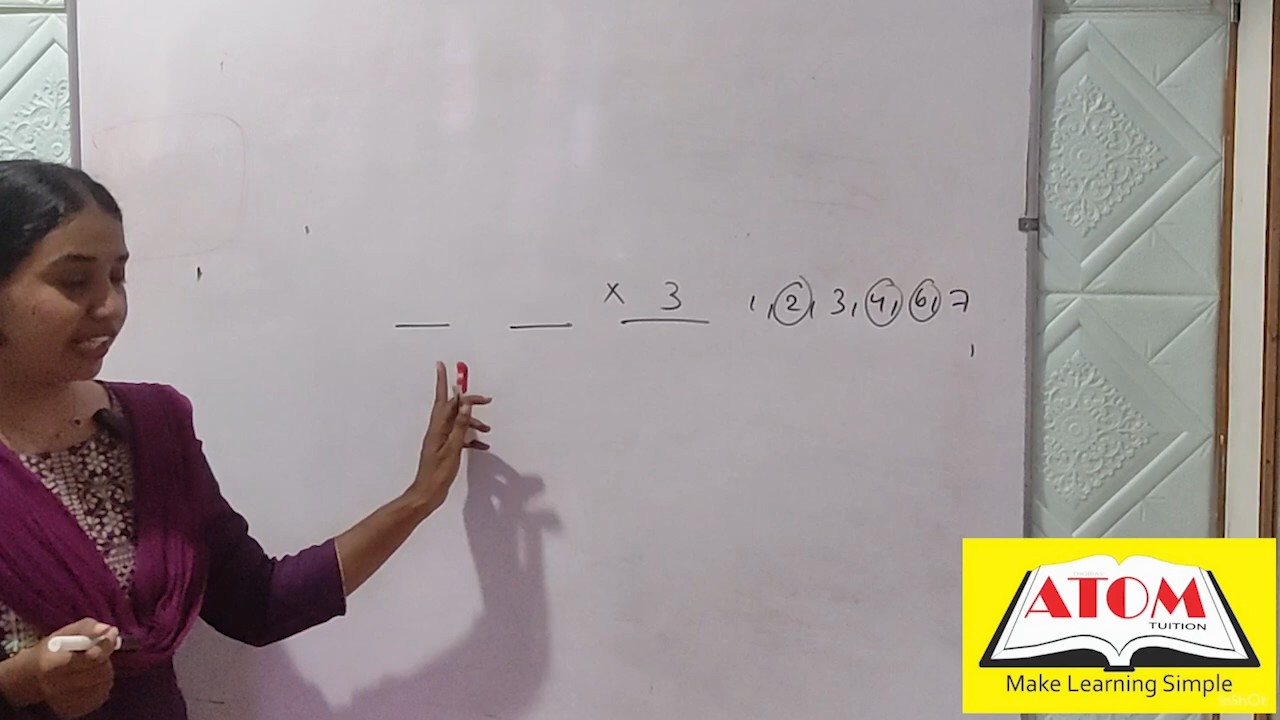 × 3 1, 2, 3, 4, 6, 7
ATOM
TUITION
Make Learning Simple